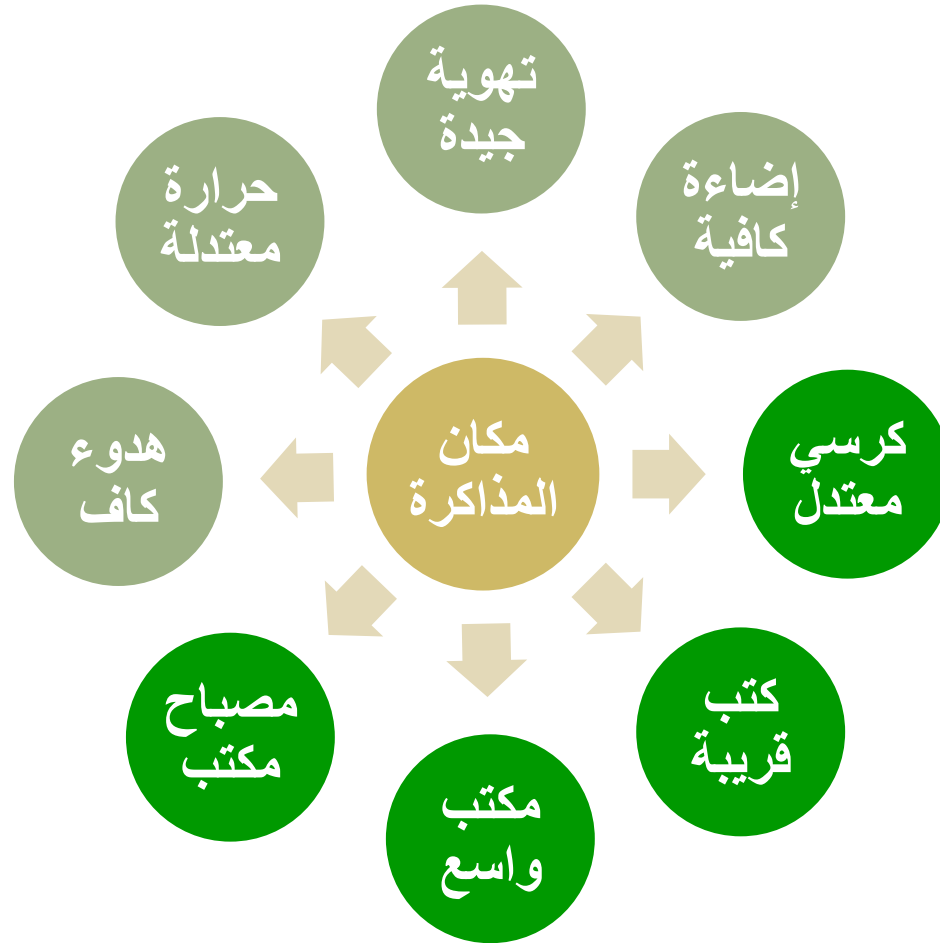 تهوية
جيدة
إضاءة
كافية
كرسي
معتدل
كتب
قريبة
مكتب
واسع
مصباح
مكتب
هدوء
كاف
حرارة
معتدلة
مكان
المذاكرة